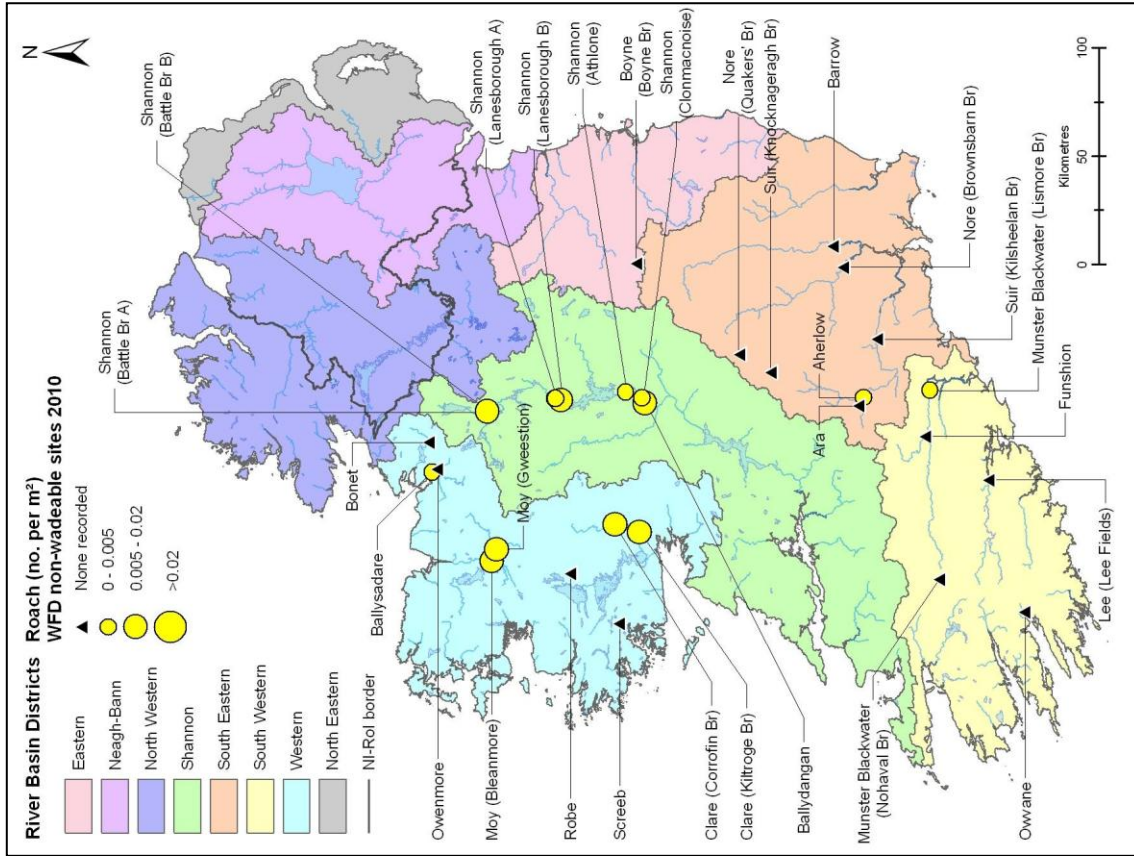 River Basin Districts
Eastern
Neagh-Bann
North Western
Shannon
South Eastern
South Western
Western
North Eastern
NI-RoI border
Roach (no. per m²)
WFD non-wadeable sites 2010
None recorded
0 - 0.005
0.005 - 0.02
>0.02
N
Shannon
(Battle Br A)
Shannon
(Battle Br B)
Shannon
(Lanesborough A)
Shannon
(Lanesborough B)
Shannon
(Athlone)
Boyne
(Boyne Br)
Shannon
(Clonmacnoise)
Nore
(Quakers' Br)
Suir (Knocknageragh Br)
Barrow
Nore (Brownsbarn Br)
Suir (Kilsheelan Br)
Munster Blackwater (Lismore Br)
Funshion
Lee (Lee Fields)
Aherlow
Ara
Bonet
Ballysadare
Moy (Gweestion)
Owenmore
Moy (Bleanmore)
Robe
Screeb
Clare (Corrofin Br)
Clare (Kiltroge Br)
Ballydangan
Munster Blackwater
(Nohaval Br)
Owvane
0
50
100
Kilometres